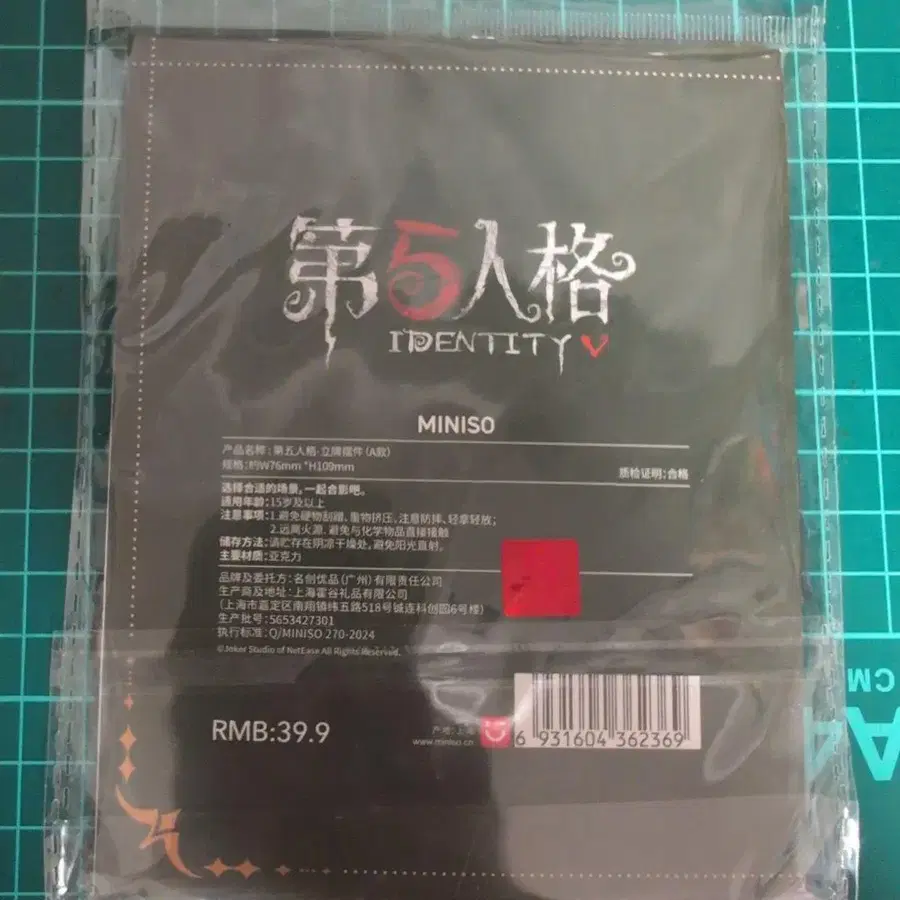 第5人格
IDENTITY V
MINISO
产品名称：第五人格·立牌摆件(A款)
规格：约W76mm *H109mm
质检证明：合格
选择合适的场景，一起合影吧。
适用年龄：15岁及以上
注意事项：1.避免硬物刮蹭、重物挤压，注意防摔、轻拿轻放；
2.远离火源、避免与化学物品直接接触
储存方法：请贮存在阴凉干燥处，避免阳光直射。
主要材质：亚克力
品牌及委托方：名创优品(广州)有限责任公司
生产商及地址：上海霍谷礼品有限公司
(上海市嘉定区南翔镇纬五路518号铖连科创园6号楼)
生产批号：5653427301
执行标准：Q/MINISO 270-2024
©Joker Studio of NetEase All Rights Reserved.
RMB:39.9
产地：上海
www.miniso.cn
6 931604 362369
A4
CM